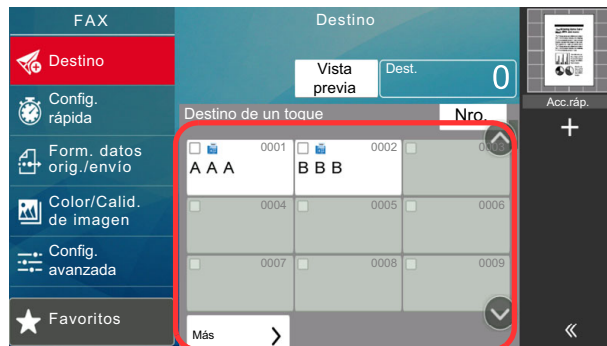 FAX
Destino
Destino
Vista
previa
Dest.
0
Config.
rápida
Acc.ráp.
Destino de un toque
Nro.
Form. datos
orig./envío
0001
0002
0003
A A A
B B B
Color/Calid.
de imagen
0004
0005
0006
Config.
avanzada
0007
0008
0009
Favoritos
Más